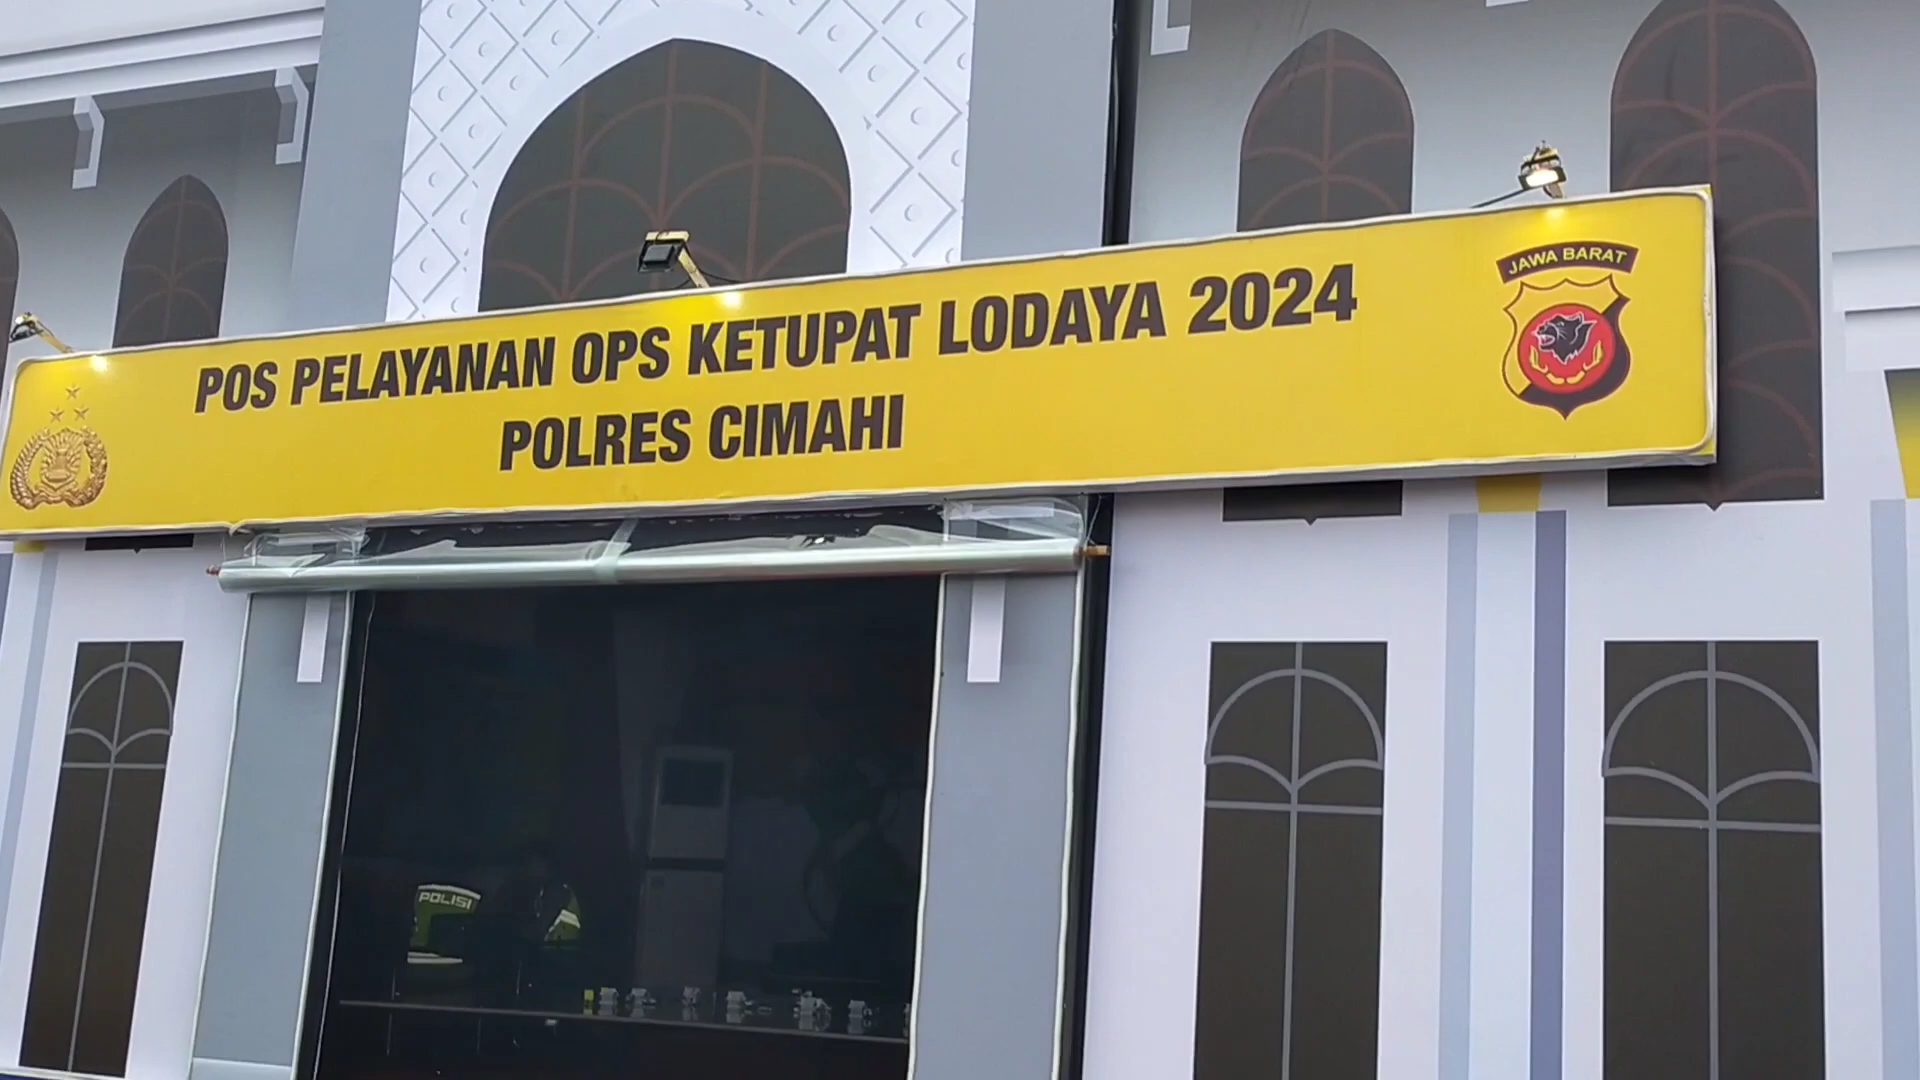 JAWA BARAT
POS PELAYANAN OPS KETUPAT LODAYA 2024
POLRES CIMAHI
POLISI